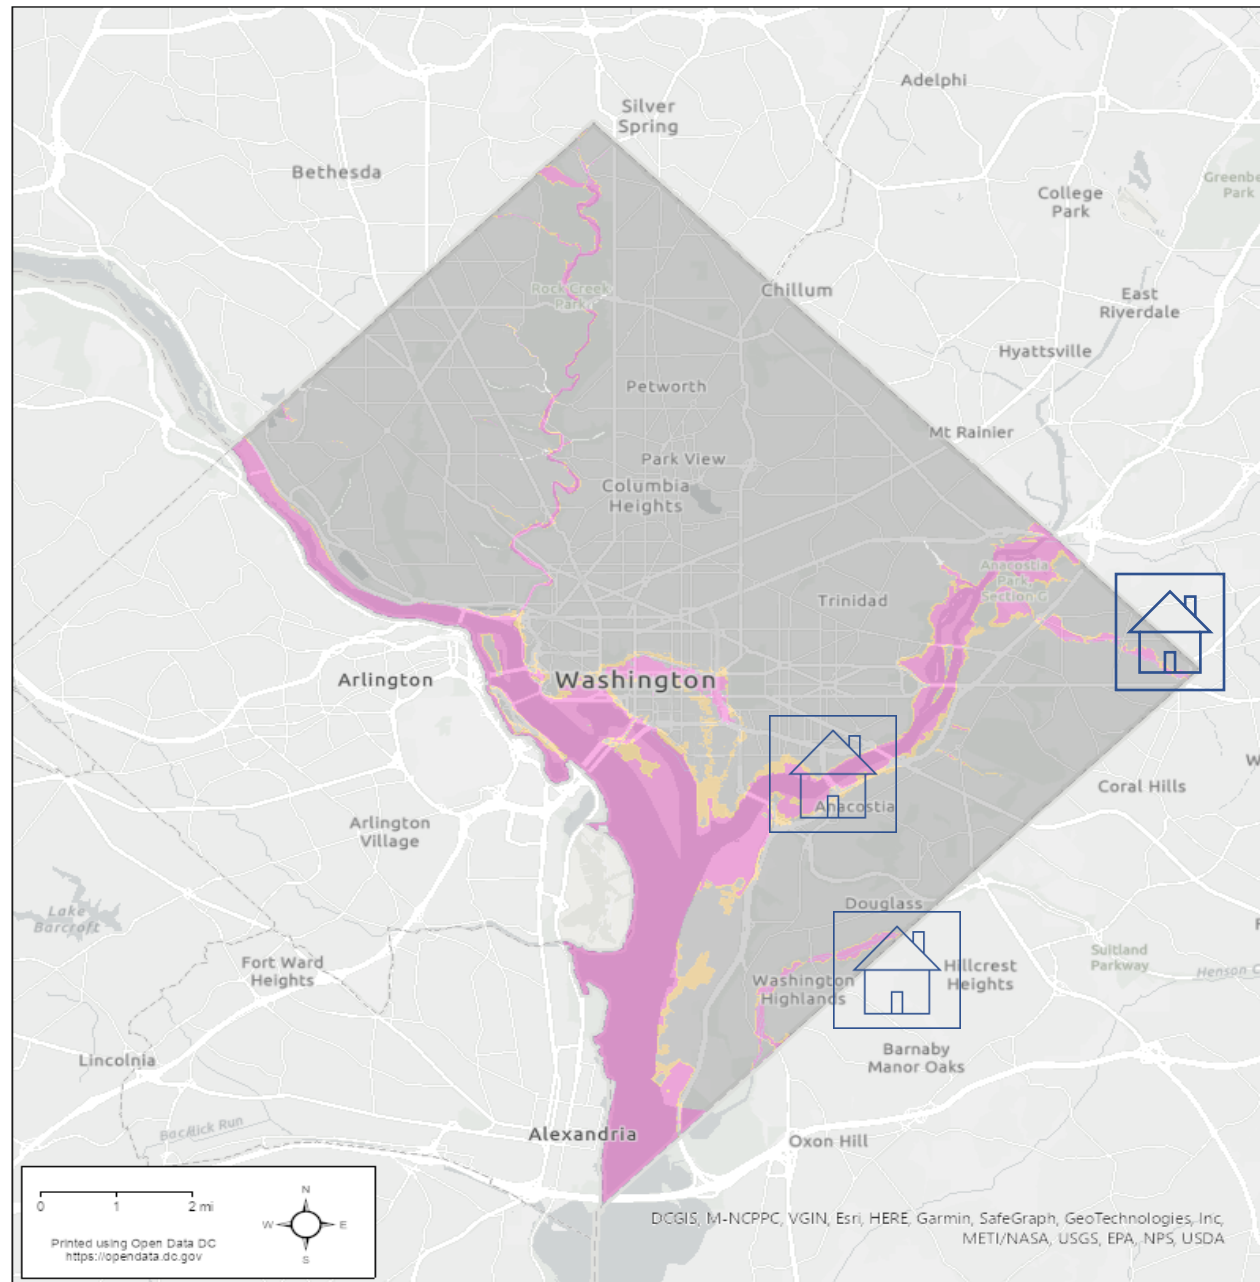 Adelphi
Silver
Spring
Bethesda
Greenbe
Park
College
Park
Rock Creek
Park
Chillum
East
Riverdale
Hyattsville
Petworth
Mt Rainier
Park View
Columbia
Heights
Anacostia
Park
Section G
Trinidad
Arlington
Washington
Coral Hills
Anacostia
Arlington
Village
Douglass
Lake
Barcroft
Fort Ward
Heights
Washington
Highlands
Hillcrest
Heights
Suitland
Parkway
Henson C
Lincolnia
Barnaby
Manor Oaks
Backlick Run
Alexandria
Oxon Hill
0 1 2 mi
N
W E
S
Printed using Open Data DC
https://opendata.dc.gov
DCGIS, M-NCPPC, VGIN, Esri, HERE, Garmin, SafeGraph, GeoTechnologies, Inc,
METI/NASA, USGS, EPA, NPS, USDA